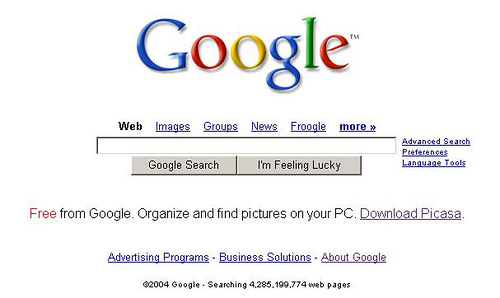 Google™
Web Images Groups News Froogle more »
Advanced Search
Preferences
Language Tools
Google Search I'm Feeling Lucky
Free from Google. Organize and find pictures on your PC. Download Picasa.
Advertising Programs - Business Solutions - About Google
©2004 Google - Searching 4,285,199,774 web pages